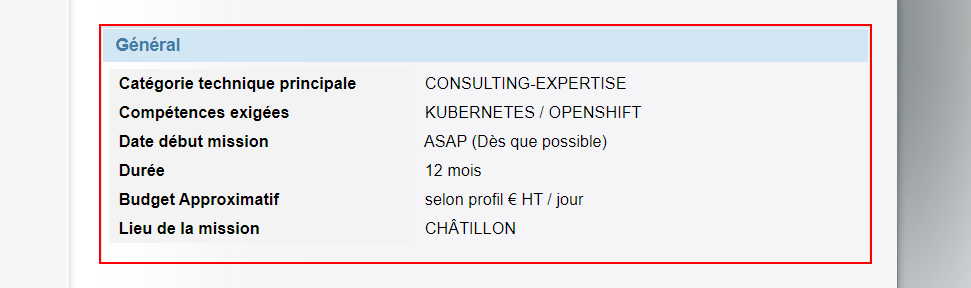 Général
Catégorie technique principale CONSULTING-EXPERTISE
Compétences exigées KUBERNETES / OPENSHIFT
Date début mission ASAP (Dès que possible)
Durée 12 mois
Budget Approximatif selon profil € HT / jour
Lieu de la mission CHÂTILLON